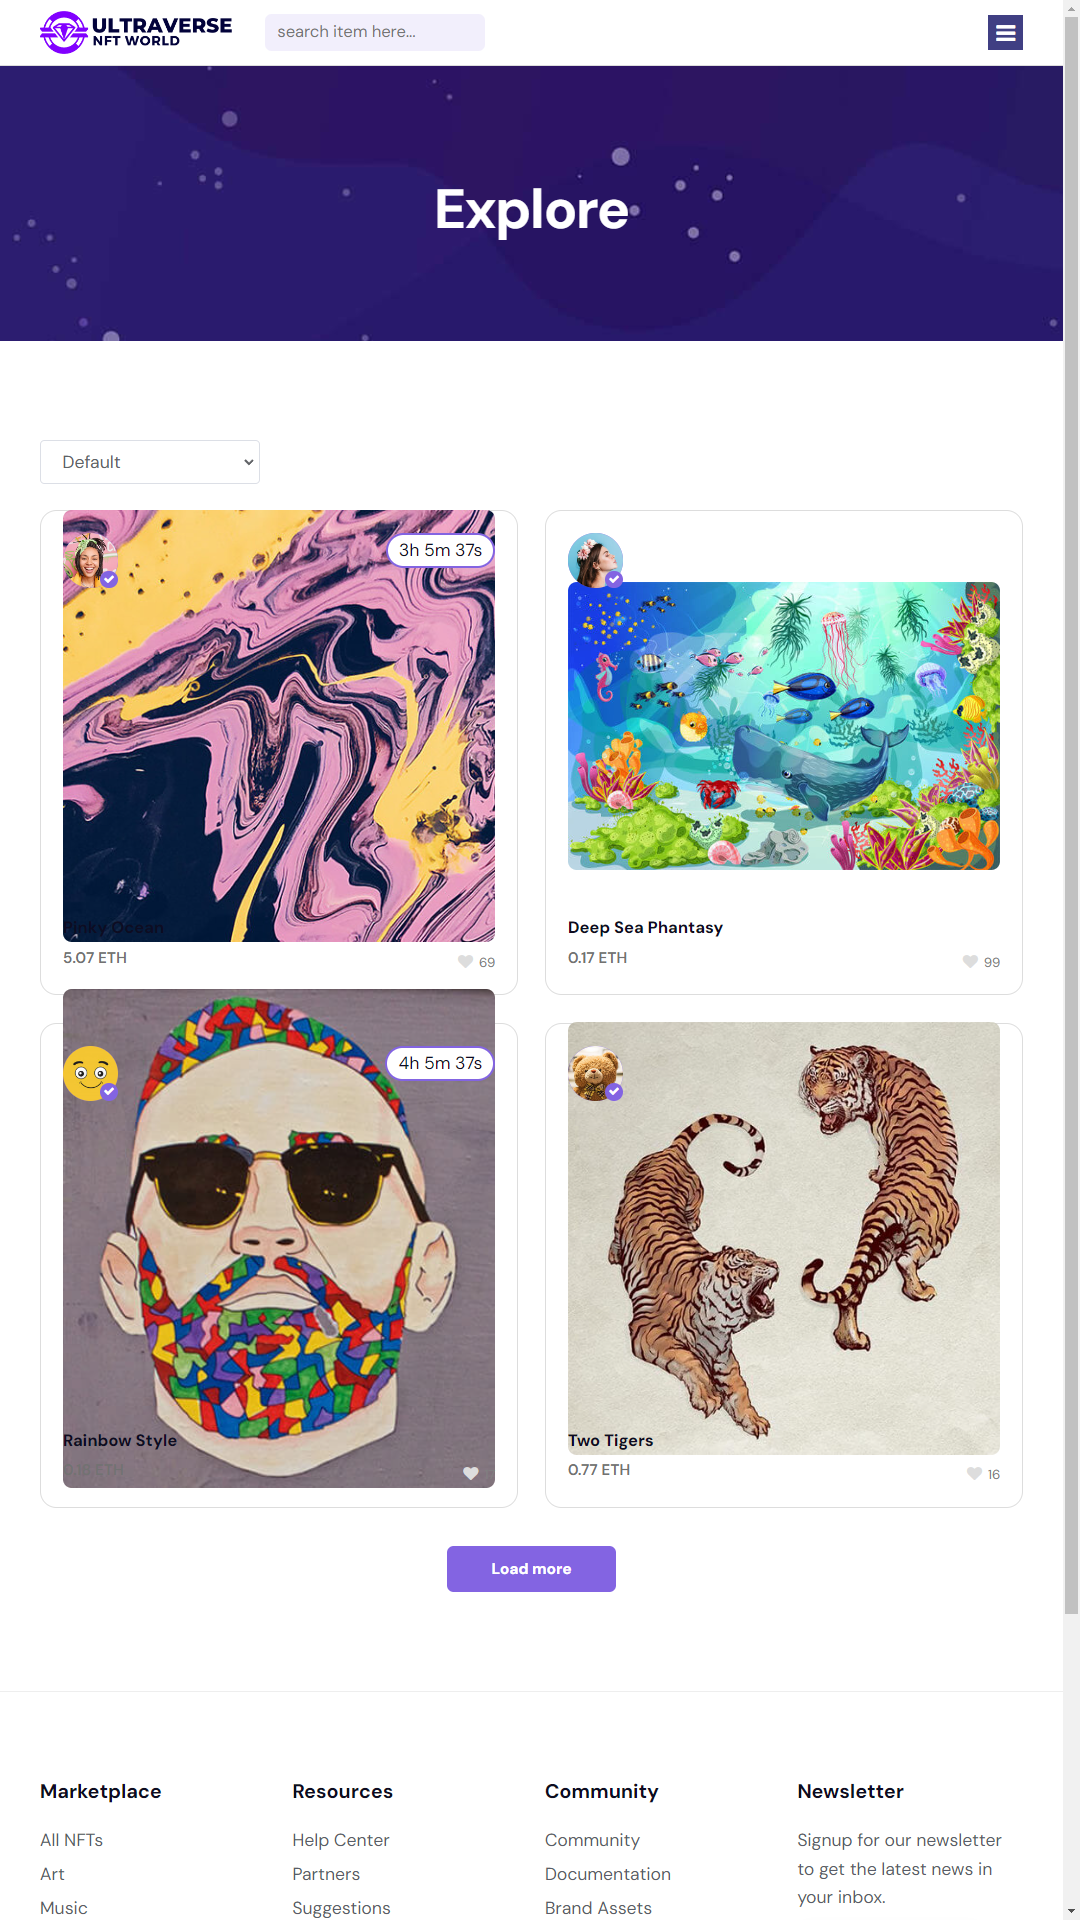 ULTRAVERSE
NFT WORLD
search item here...
Explore
Default
3h 5m 37s
Pinky Ocean
5.07 ETH
69
Deep Sea Phantasy
0.17 ETH
99
4h 5m 37s
Rainbow Style
0.18 ETH
Two Tigers
0.77 ETH
16
Load more
Marketplace
All NFTs
Art
Music
Resources
Help Center
Partners
Suggestions
Community
Community
Documentation
Brand Assets
Newsletter
Signup for our newsletter
to get the latest news in
your inbox.